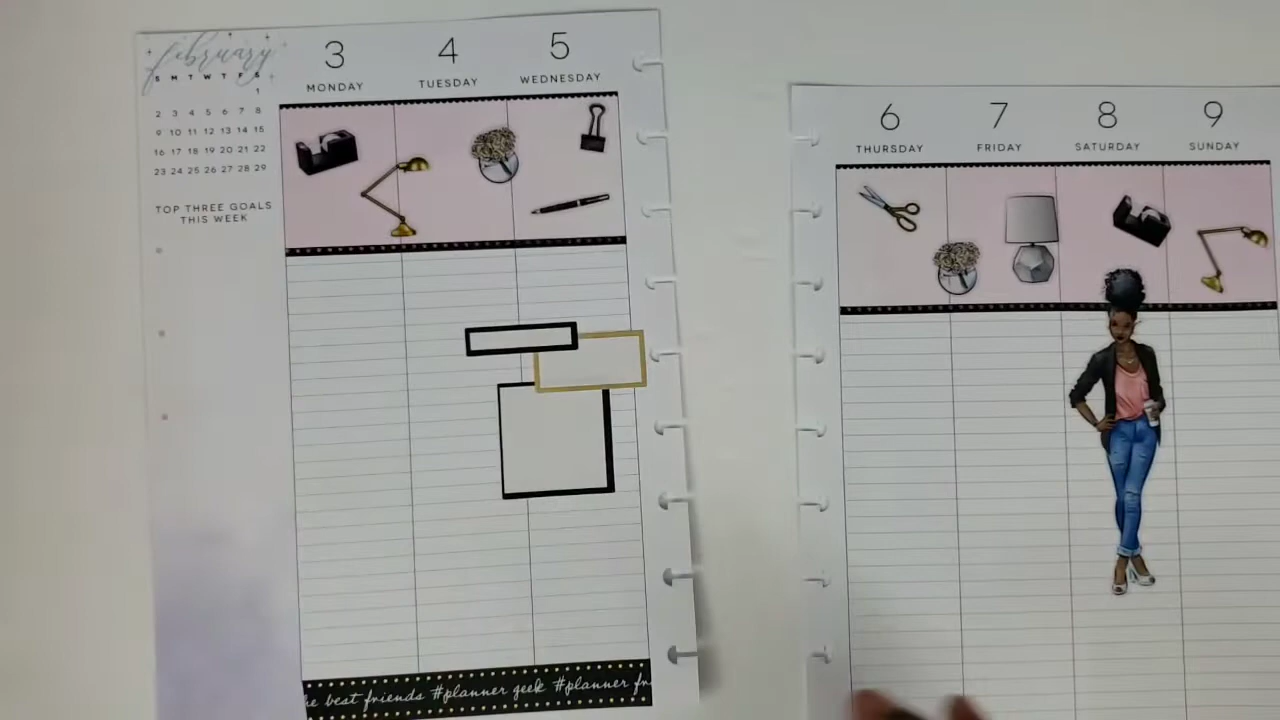 february
S M T W T F S
1
2 3 4 5 6 7 8
9 10 11 12 13 14 15
16 17 18 19 20 21 22
23 24 25 26 27 28 29
TOP THREE GOALS
THIS WEEK
3
MONDAY
4
TUESDAY
5
WEDNESDAY
he best friends #planner geek #planner fri
6
THURSDAY
7
FRIDAY
8
SATURDAY
9
SUNDAY